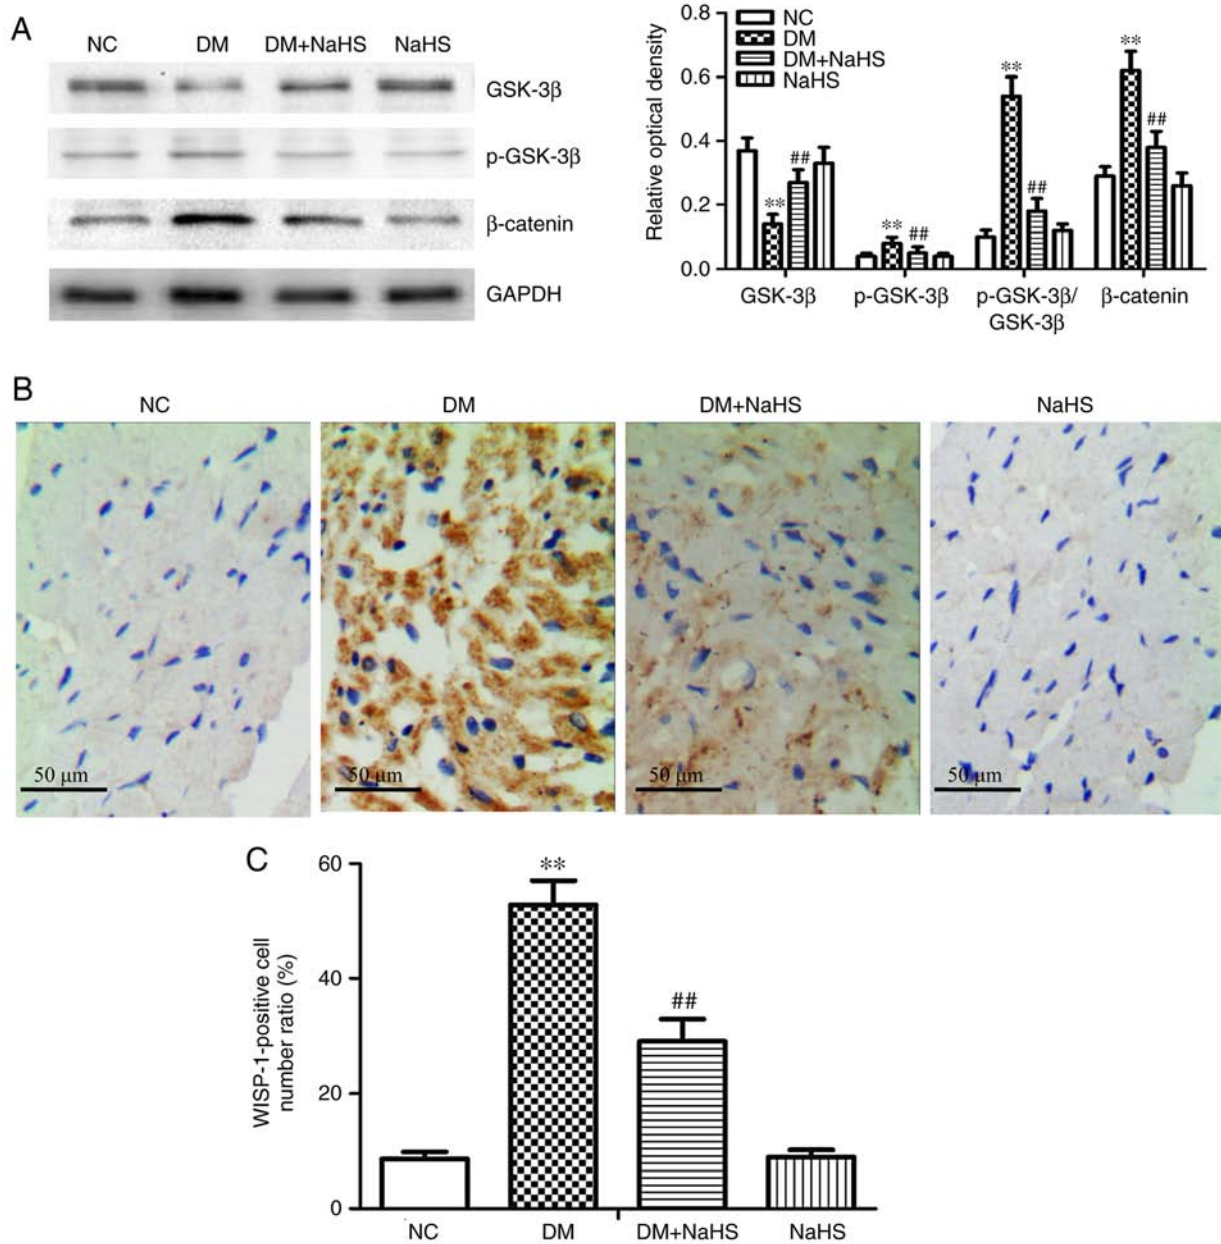 A
NC DM DM+NaHS NaHS
GSK-3β
p-GSK-3β
β-catenin
GAPDH
Relative optical density
0.8
0.6
0.4
0.2
0.0
NC
DM
DM+NaHS
NaHS
** ## ** ## ** ## ** ##
GSK-3β p-GSK-3β p-GSK-3β/ β-catenin
GSK-3β
B
NC DM DM+NaHS NaHS
50 μm 50 μm 50 μm 50 μm
C
WISP-1-positive cell
number ratio (%)
60
40
20
0
** ##
NC DM DM+NaHS NaHS